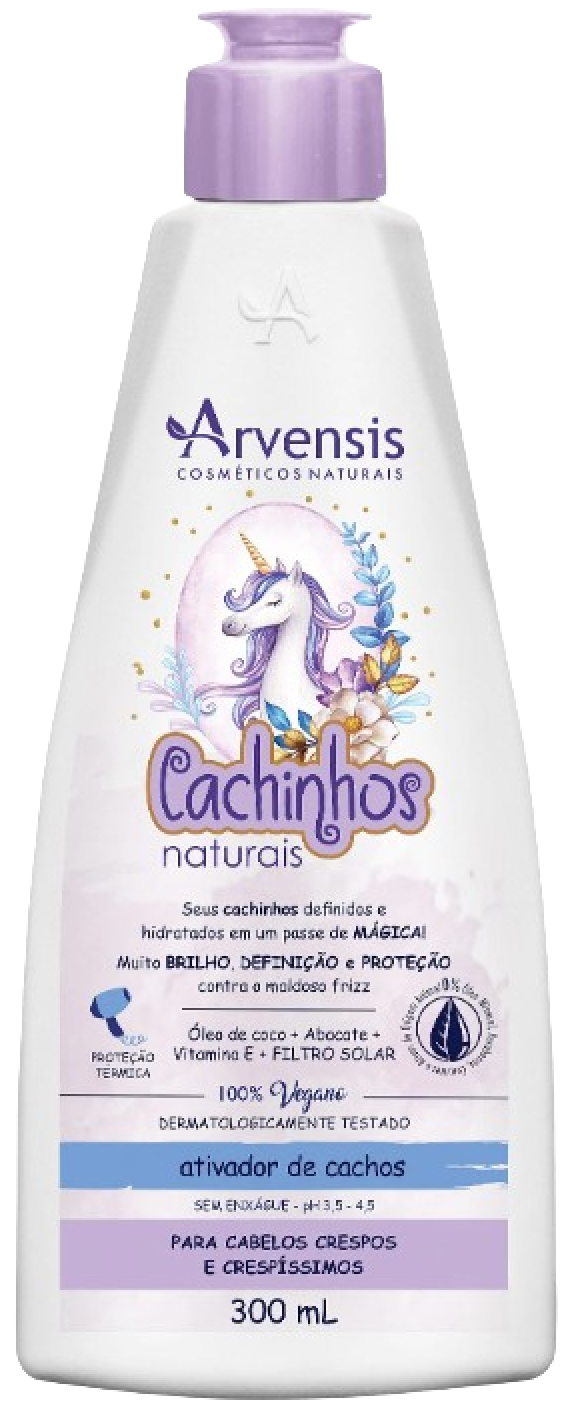 Arvensis
COSMÉTICOS NATURAIS
Cachinhos
naturais
Seus cachinhos definidos e
hidratados em um passe de MÁGICA!
Muito BRILHO, DEFINIÇÃO e PROTEÇÃO
contra o maldoso frizz
PROTEÇÃO
TÉRMICA
Óleo de coco + Abacate +
Vitamina E + FILTRO SOLAR
100% Vegano
DERMATOLOGICAMENTE TESTADO
ativador de cachos
SEM ENXÁGUE - pH 3,5 - 4,5
PARA CABELOS CRESPOS
E CRESPÍSSIMOS
300 mL